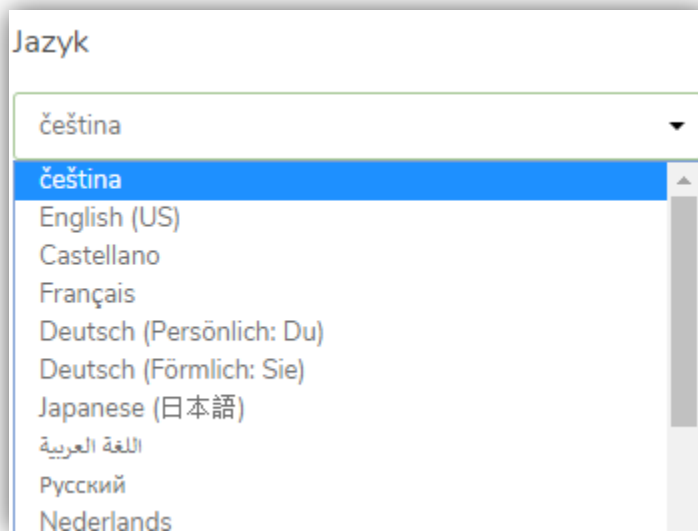 Jazyk
čeština
čeština
English (US)
Castellano
Français
Deutsch (Persönlich: Du)
Deutsch (Förmlich: Sie)
Japanese (日本語)
اللغة العربية
Русский
Nederlands